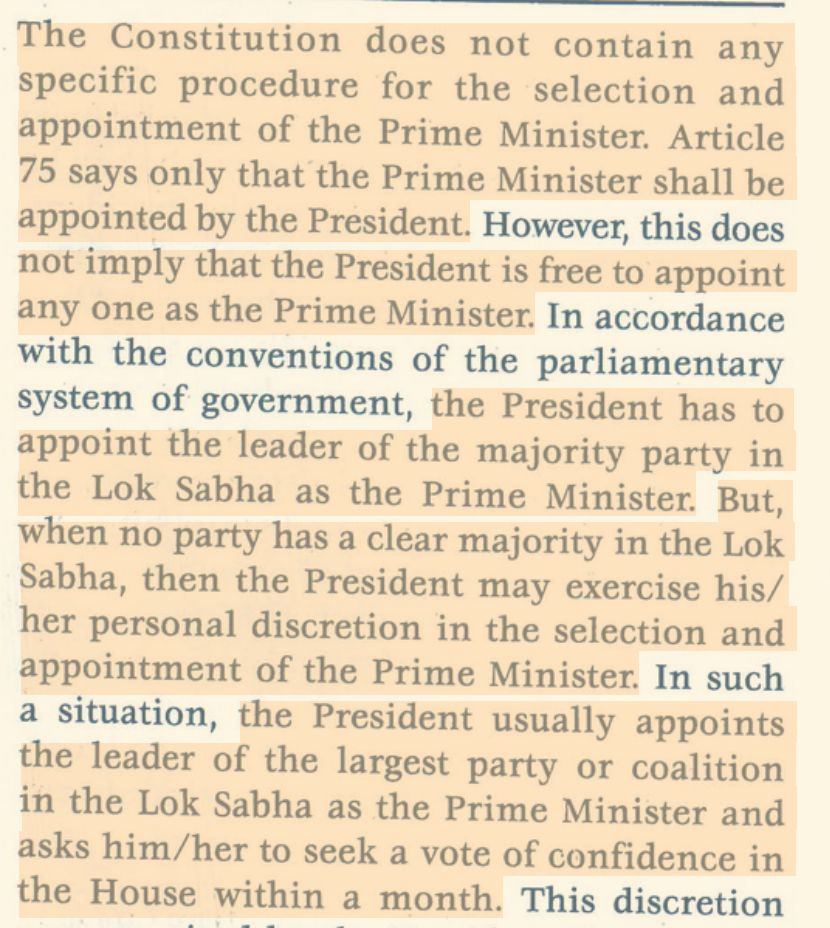 The Constitution does not contain any
specific procedure for the selection and
appointment of the Prime Minister. Article
75 says only that the Prime Minister shall be
appointed by the President. However, this does
not imply that the President is free to appoint
any one as the Prime Minister. In accordance
with the conventions of the parliamentary
system of government, the President has to
appoint the leader of the majority party in
the Lok Sabha as the Prime Minister. But,
when no party has a clear majority in the Lok
Sabha, then the President may exercise his/
her personal discretion in the selection and
appointment of the Prime Minister. In such
a situation, the President usually appoints
the leader of the largest party or coalition
in the Lok Sabha as the Prime Minister and
asks him/her to seek a vote of confidence in
the House within a month. This discretion